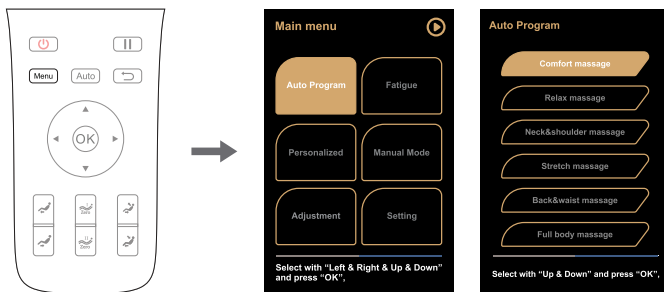 Menu
Auto
OK
Zero
Zero
Main menu
Auto Program
Fatigue
Personalized
Manual Mode
Adjustment
Setting
Select with “Left & Right & Up & Down”
and press “OK”,
Auto Program
Comfort massage
Relax massage
Neck&shoulder massage
Stretch massage
Back&waist massage
Full body massage
Select with “Up & Down” and press “OK”,